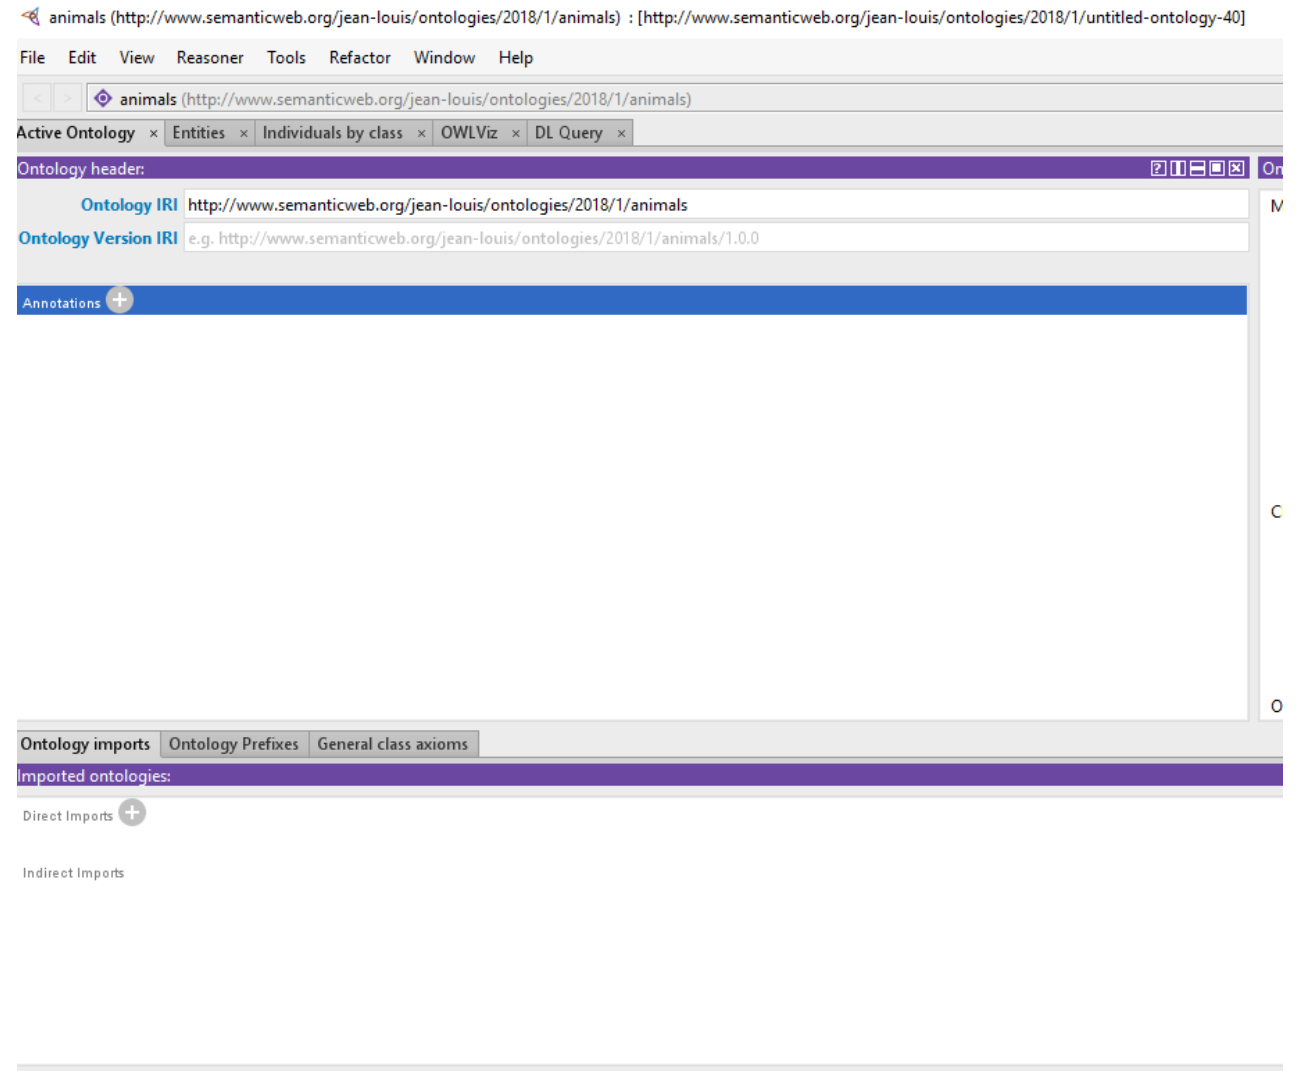 animals (http://www.semanticweb.org/jean-louis/ontologies/2018/1/animals) : [http://www.semanticweb.org/jean-louis/ontologies/2018/1/untitled-ontology-40]
File Edit View Reasoner Tools Refactor Window Help
< > animals (http://www.semanticweb.org/jean-louis/ontologies/2018/1/animals)
Active Ontology × Entities × Individuals by class × OWLViz × DL Query ×
Ontology header: On
Ontology IRI http://www.semanticweb.org/jean-louis/ontologies/2018/1/animals M
Ontology Version IRI e.g. http://www.semanticweb.org/jean-louis/ontologies/2018/1/animals/1.0.0
Annotations
C
O
Ontology imports Ontology Prefixes General class axioms
Imported ontologies:
Direct Imports
Indirect Imports